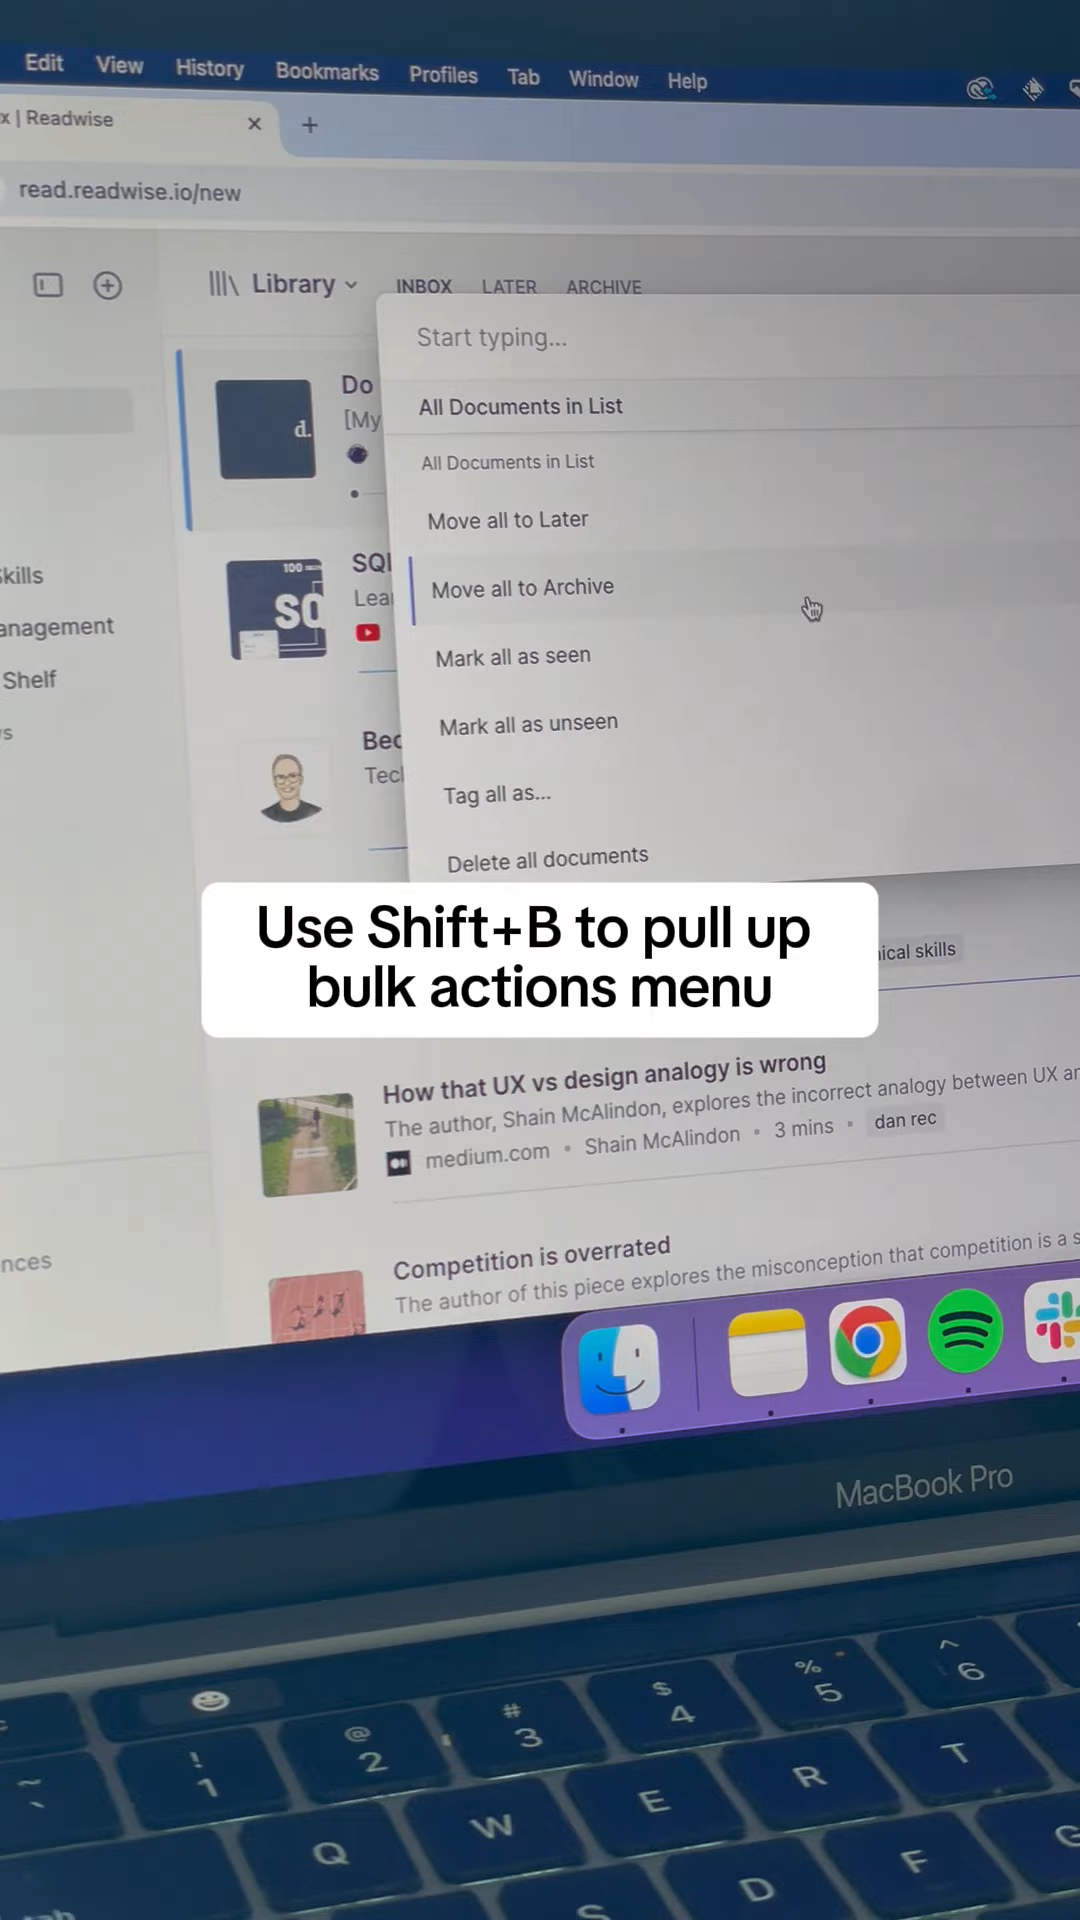 Edit View History Bookmarks Profiles Tab Window Help
x | Readwise
read.readwise.io/new
Library INBOX LATER ARCHIVE
Start typing...
All Documents in List
All Documents in List
Move all to Later
Move all to Archive
Mark all as seen
Mark all as unseen
Tag all as...
Delete all documents
Do
[My
d.
100
SQ
SQL
Lear
Bec
Tech
kills
anagement
Shelf
s
Use Shift+B to pull up
bulk actions menu
ical skills
How that UX vs design analogy is wrong
The author, Shain McAlindon, explores the incorrect analogy between UX an
medium.com • Shain McAlindon • 3 mins • dan rec
Competition is overrated
The author of this piece explores the misconception that competition is a s
nces
MacBook Pro
! @ # $ % ^
1 2 3 4 5 6
~
`
Q W E R T
S D F G
tab